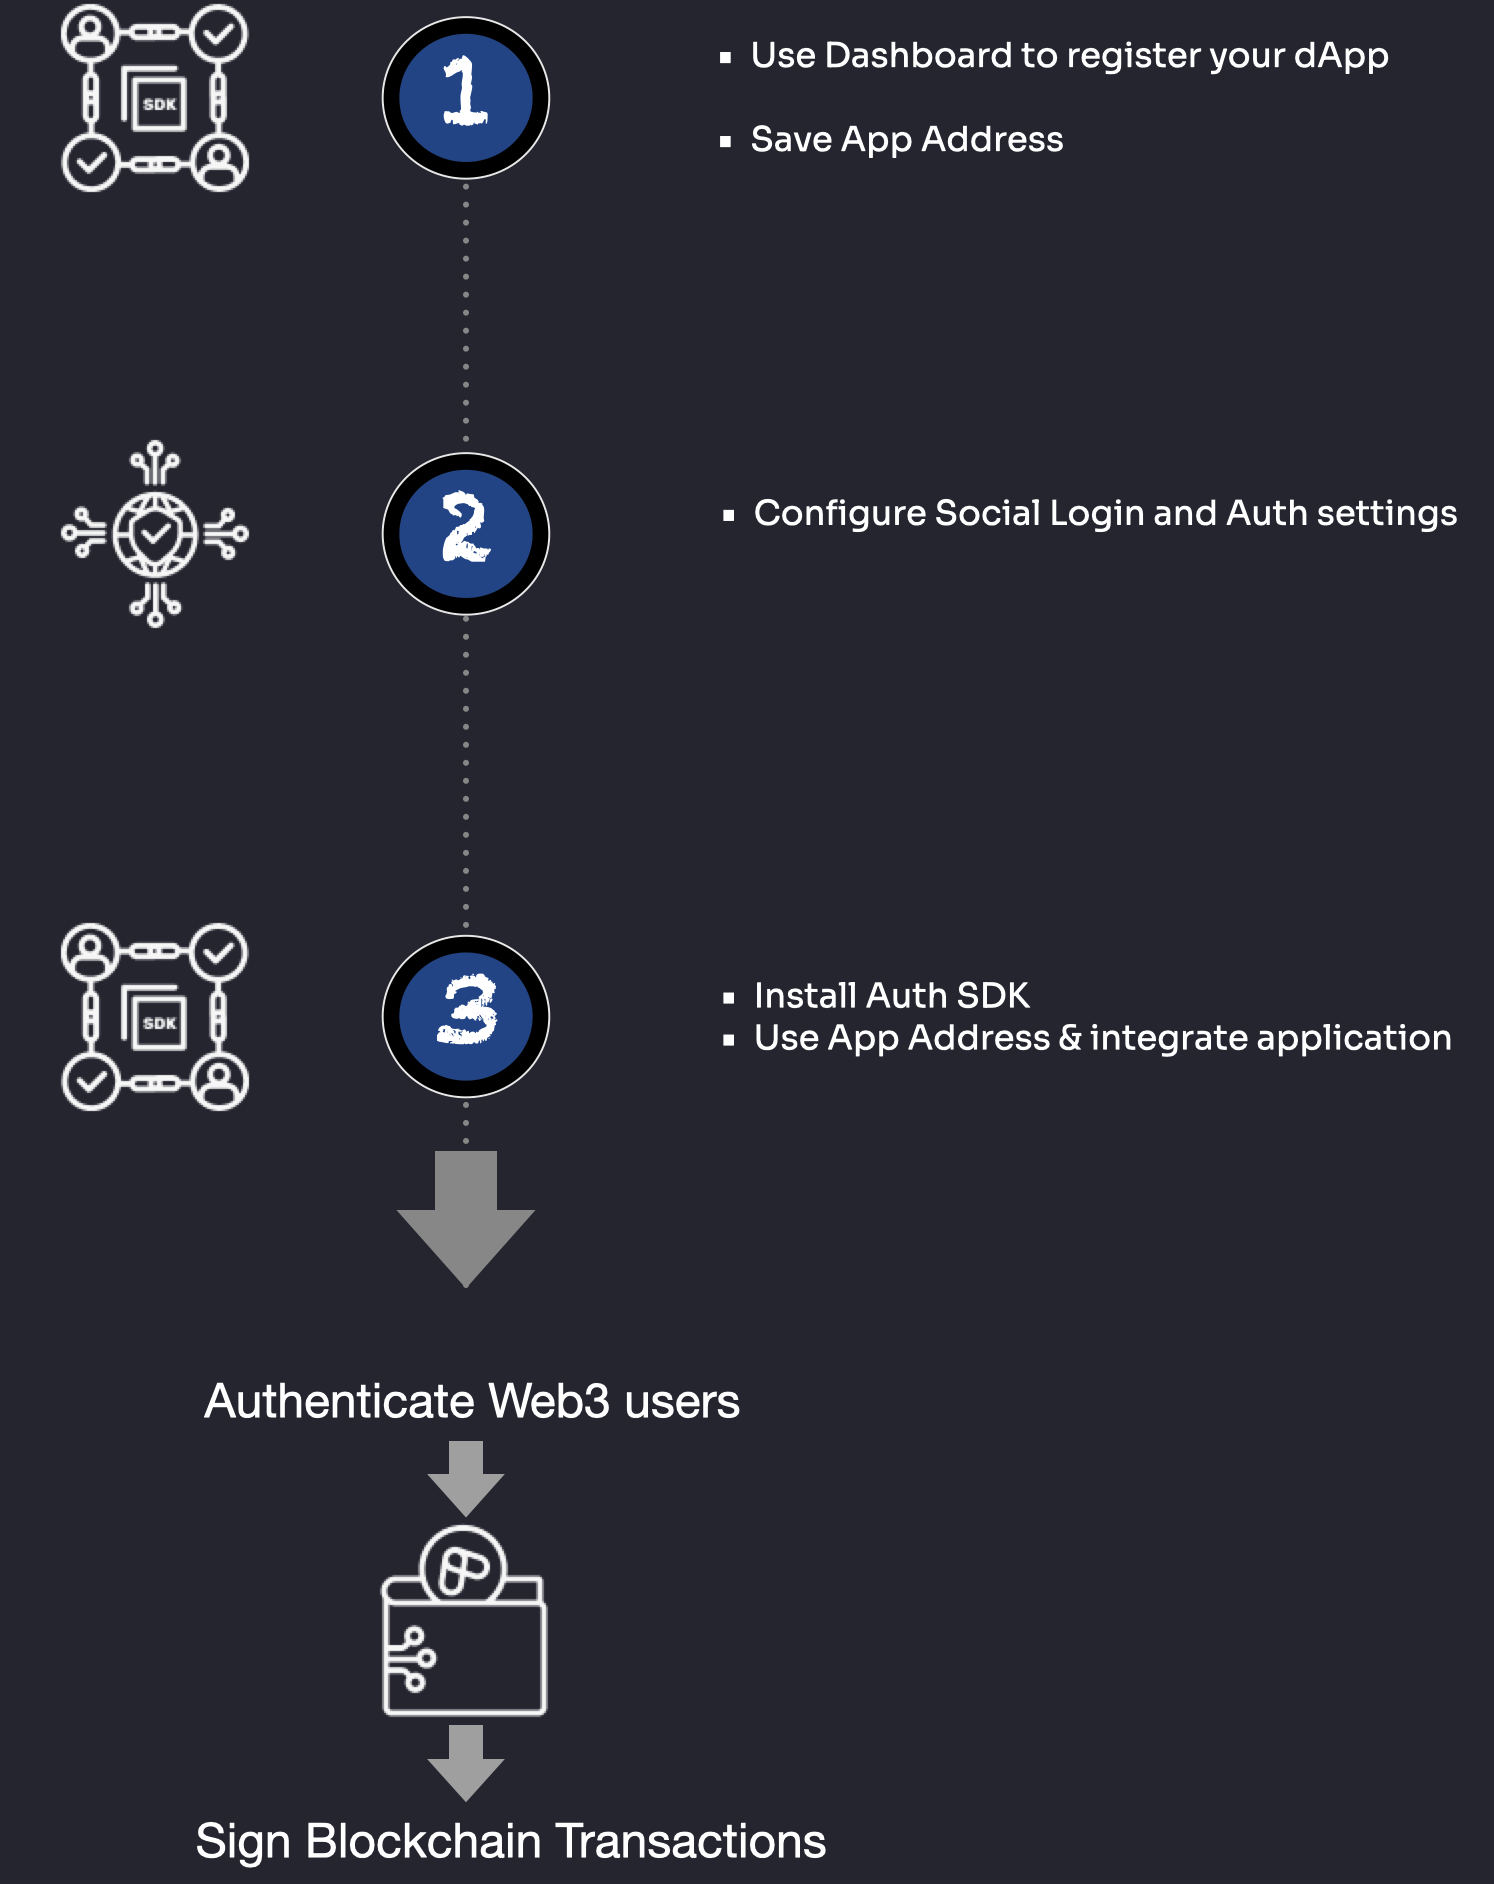 SDK
1
Use Dashboard to register your dApp
Save App Address
2
Configure Social Login and Auth settings
SDK
3
Install Auth SDK
Use App Address & integrate application
Authenticate Web3 users
Sign Blockchain Transactions